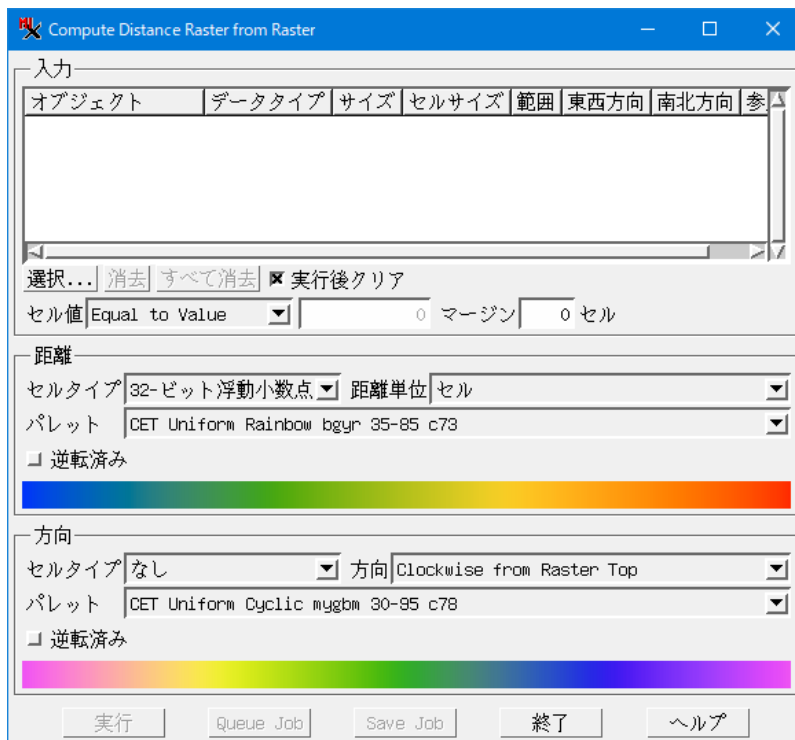 Compute Distance Raster from Raster
入力
オブジェクト データタイプ サイズ セルサイズ 範囲 東西方向 南北方向 参
選択... 消去 すべて消去 実行後クリア
セル値 Equal to Value 0 マージン 0 セル
距離
セルタイプ 32-ビット浮動小数点 距離単位 セル
パレット CET Uniform Rainbow bgyr 35-85 c73
逆転済み
方向
セルタイプ なし 方向 Clockwise from Raster Top
パレット CET Uniform Cyclic mygbm 30-95 c78
逆転済み
実行 Queue Job Save Job 終了 ヘルプ